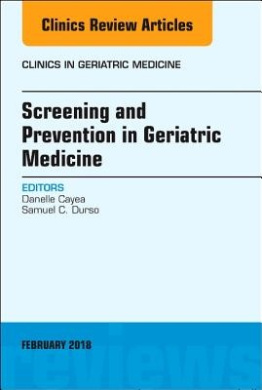 Clinics Review Articles
CLINICS IN GERIATRIC MEDICINE
Screening and
Prevention in Geriatric
Medicine
EDITORS
Danelle Cayea
Samuel C. Durso
FEBRUARY 2018
reviews